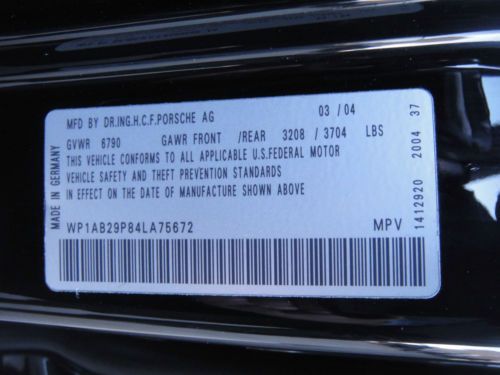 MFD BY DR.ING.H.C.F.PORSCHE AG 03 / 04
GVWR 6790 GAWR FRONT /REAR 3208 / 3704 LBS
THIS VEHICLE CONFORMS TO ALL APPLICABLE U.S.FEDERAL MOTOR
VEHICLE SAFETY AND THEFT PREVENTION STANDARDS
IN EFFECT ON THE DATE OF MANUFACTURE SHOWN ABOVE
WP1AB29P84LA75672 MPV
MADE IN GERMANY
1412920 2004 37